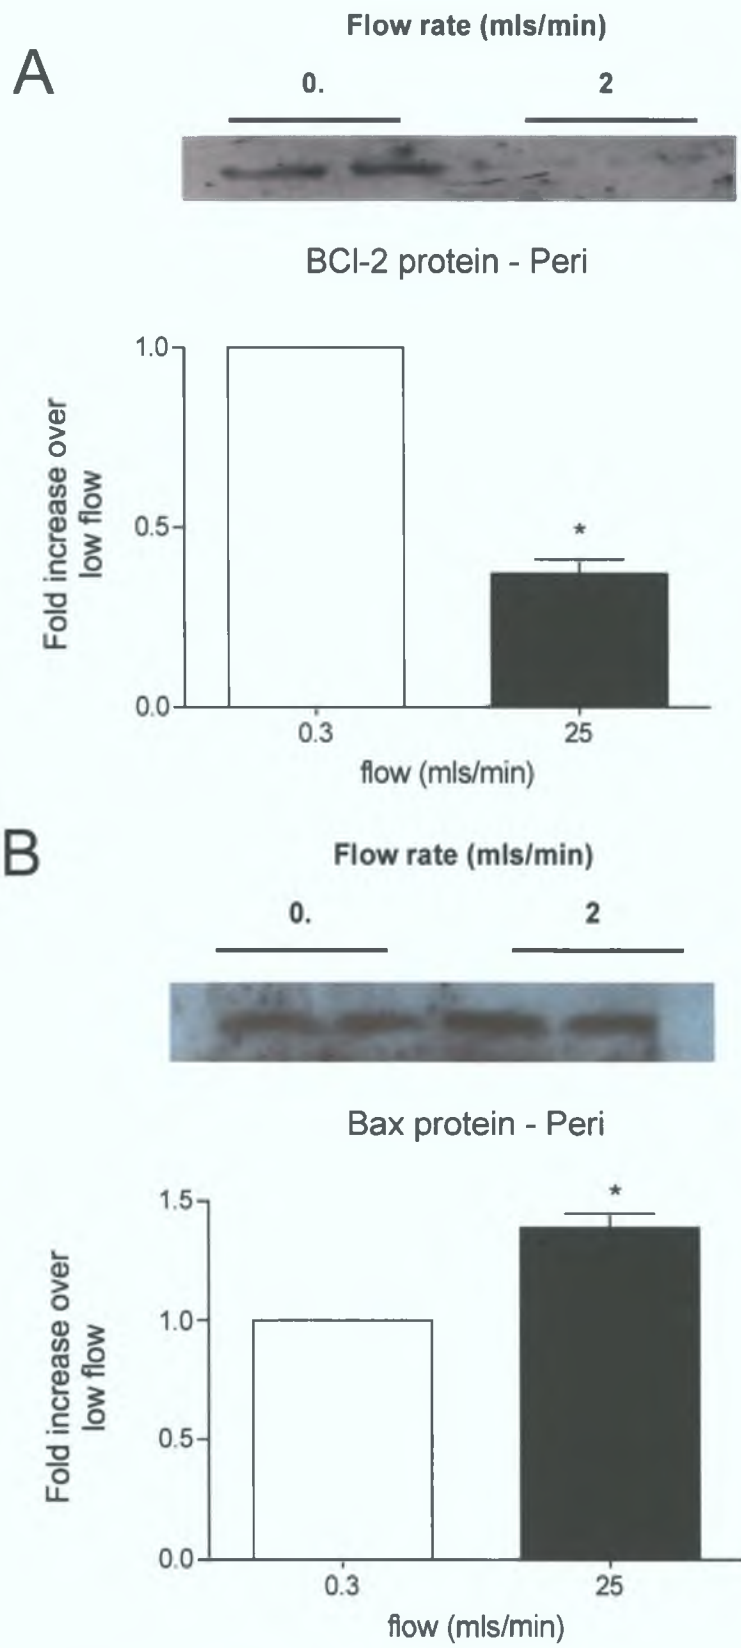 A
Flow rate (mls/min)
0.
2
BCl-2 protein - Peri
Fold increase over
low flow
1.0
0.5
0.0
*
0.3
25
flow (mls/min)
B
Flow rate (mls/min)
0.
2
Bax protein - Peri
Fold increase over
low flow
1.5
1.0
0.5
0.0
*
0.3
25
flow (mls/min)